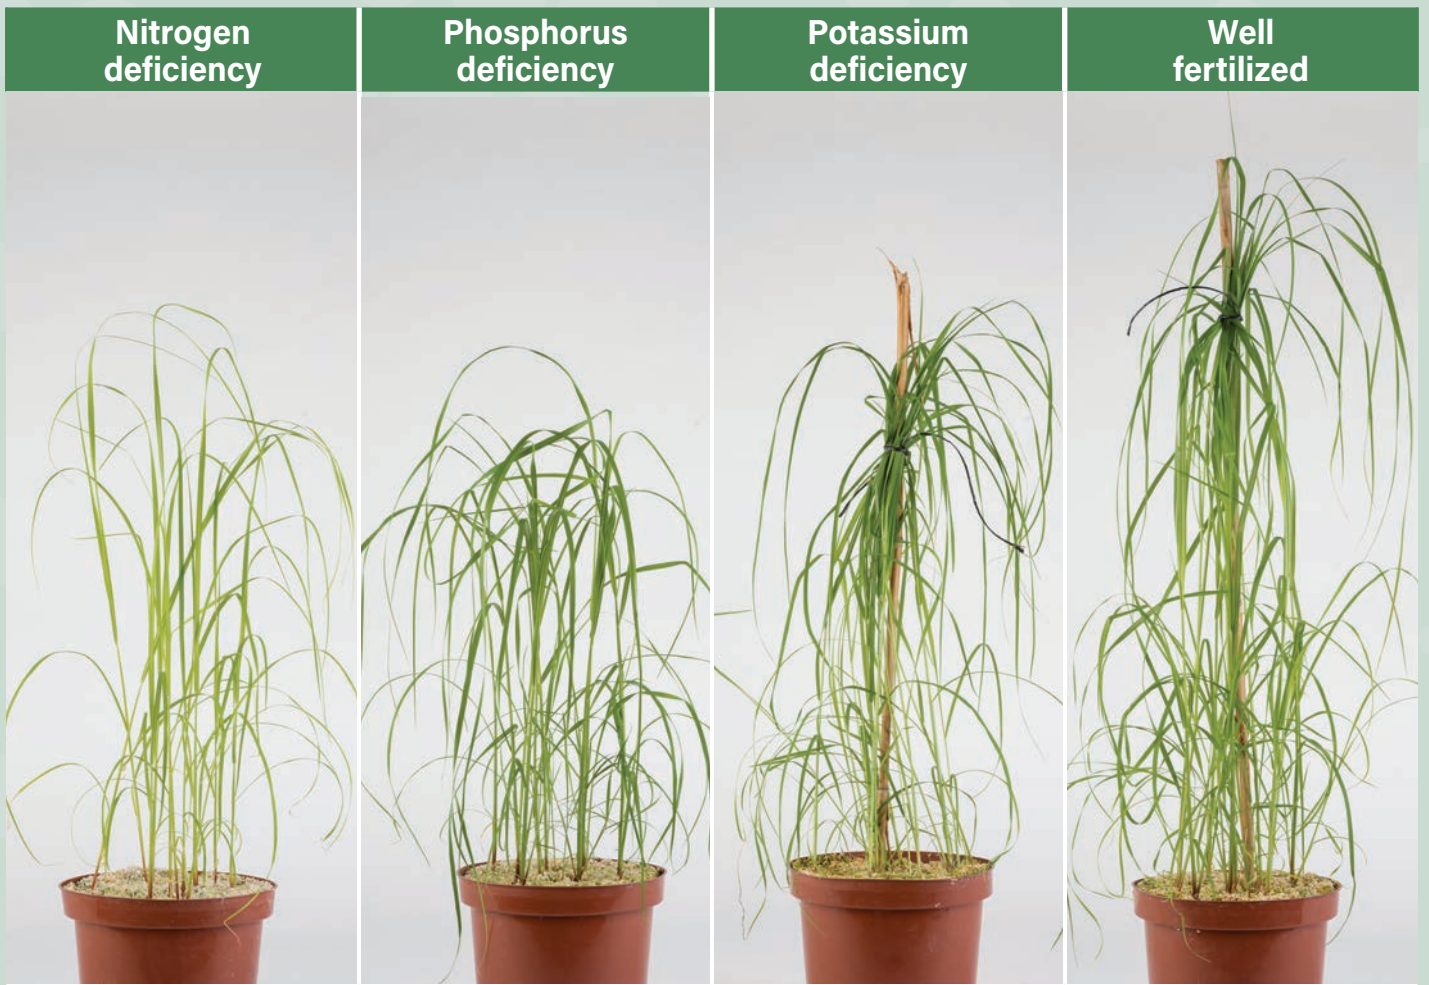 Nitrogen
deficiency
Phosphorus
deficiency
Potassium
deficiency
Well
fertilized